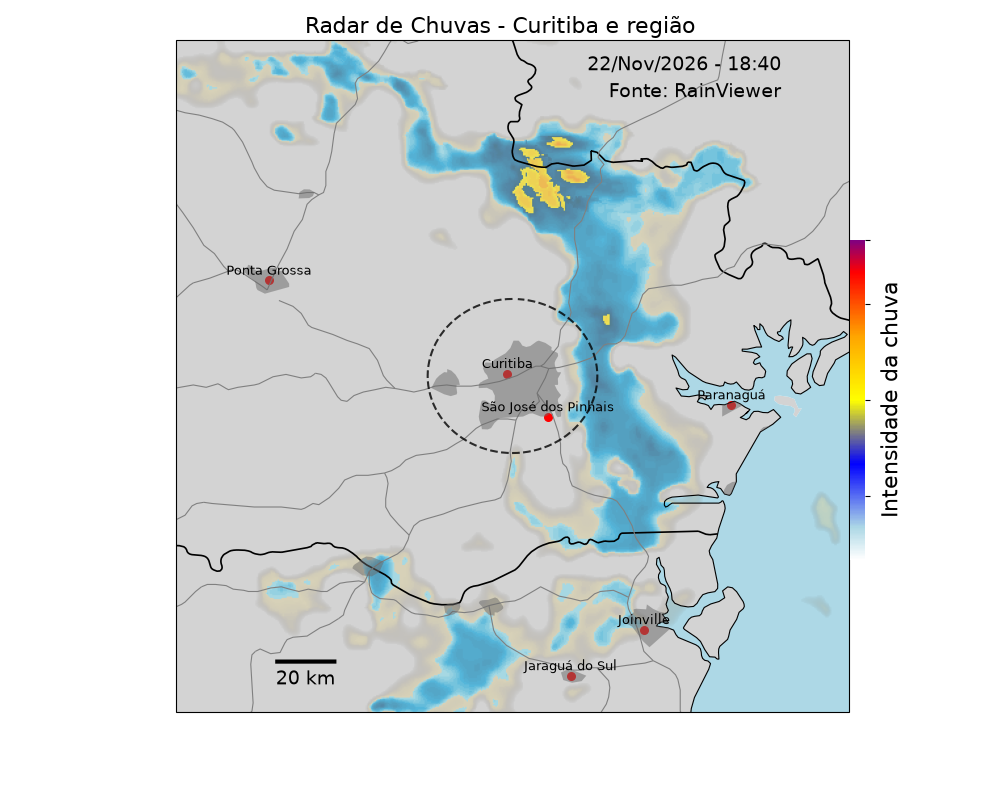 Radar de Chuvas - Curitiba e região
22/Nov/2026 - 18:40
Fonte: RainViewer
Ponta Grossa
Curitiba
São José dos Pinhais
Paranaguá
Joinville
Jaraguá do Sul
20 km
Intensidade da chuva